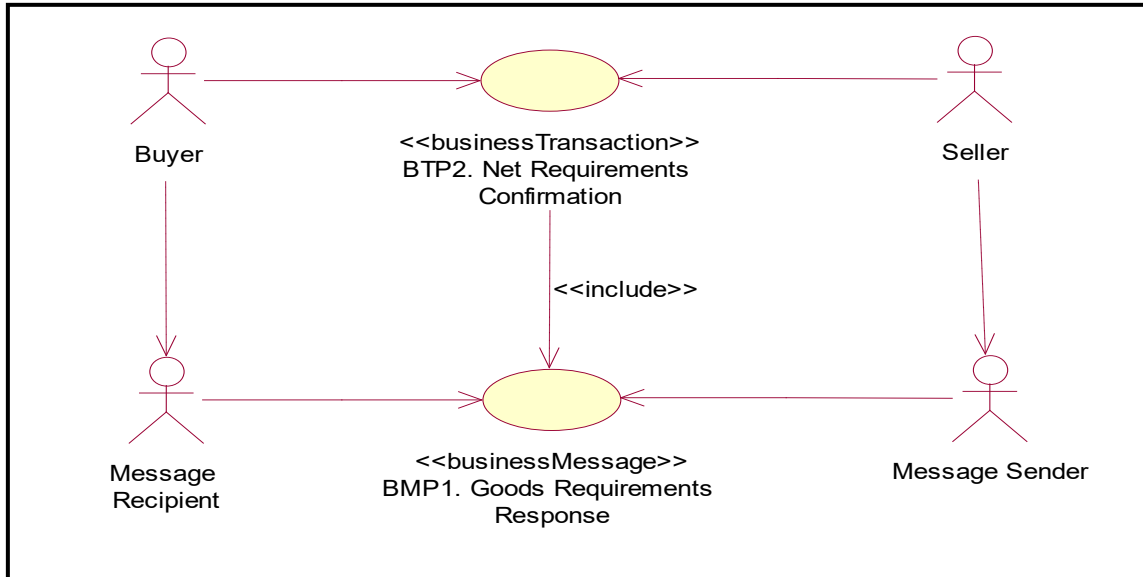 Buyer
<<businessTransaction>>
BTP2. Net Requirements
Confirmation
Seller
<<include>>
Message
Recipient
<<businessMessage>>
BMP1. Goods Requirements
Response
Message Sender